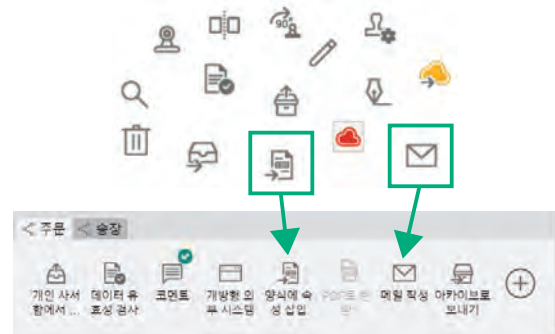 90°
주문
송장
개인 사서
함에서 ...
데이터 유
효성 검사
코멘트
개방형 외
부 시스템
양식에 속
성 삽입
메일 작성
아카이브로
보내기